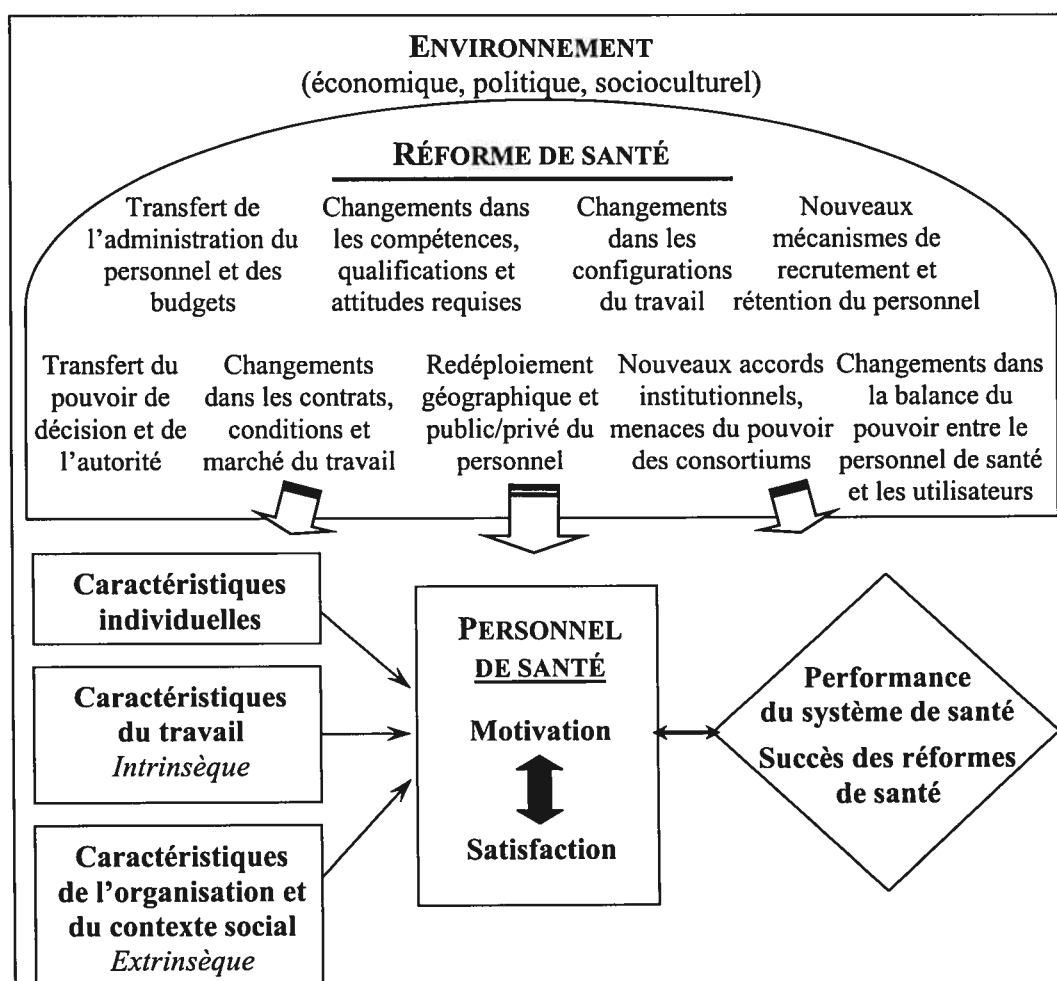 ENVIRONNEMENT
(économique, politique, socioculturel)
RÉFORME DE SANTÉ
Transfert de
l'administration du
personnel et des
budgets
Changements dans
les compétences,
qualifications et
attitudes requises
Changements
dans les
configurations
du travail
Nouveaux
mécanismes de
recrutement et
rétention du personnel
Transfert du
pouvoir de
décision et de
l'autorité
Changements
dans les contrats,
conditions et
marché du travail
Redéploiement
géographique et
public/privé du
personnel
Nouveaux accords
institutionnels,
menaces du pouvoir
des consortiums
Changements dans
la balance du
pouvoir entre le
personnel de santé
et les utilisateurs
Caractéristiques
individuelles
Caractéristiques
du travail
Intrinsèque
Caractéristiques
de l'organisation et
du contexte social
Extrinsèque
PERSONNEL
DE SANTÉ
Motivation
Satisfaction
Performance
du système de santé
Succès des réformes
de santé